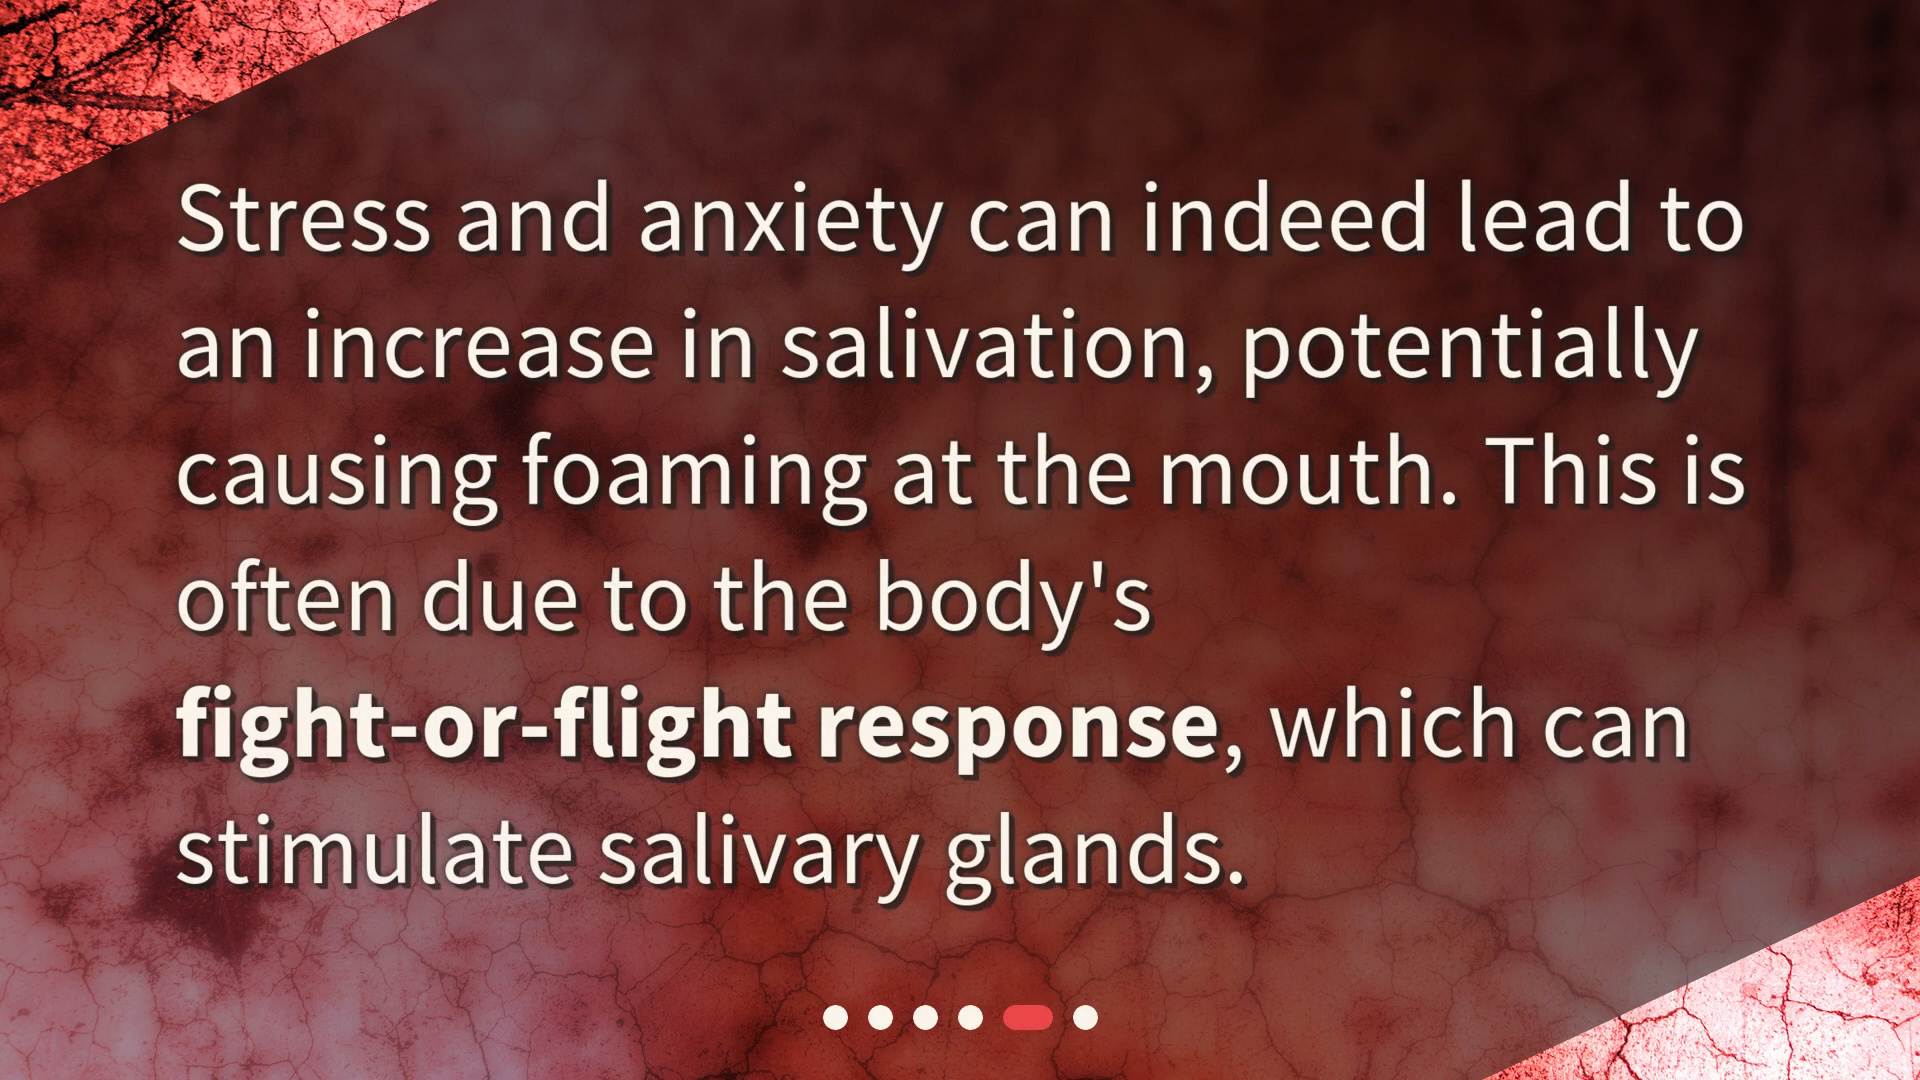 Stress and anxiety can indeed lead to
an increase in salivation, potentially
causing foaming at the mouth. This is
often due to the body's
fight-or-flight response, which can
stimulate salivary glands.